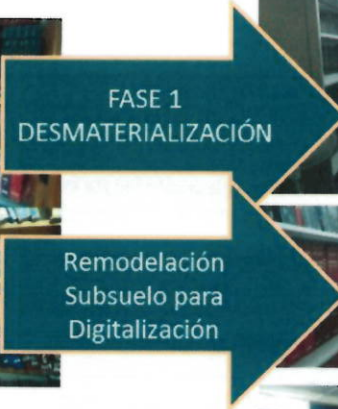 FASE 1
DESMATERIALIZACIÓN
Remodelación
Subsuelo para
Digitalización